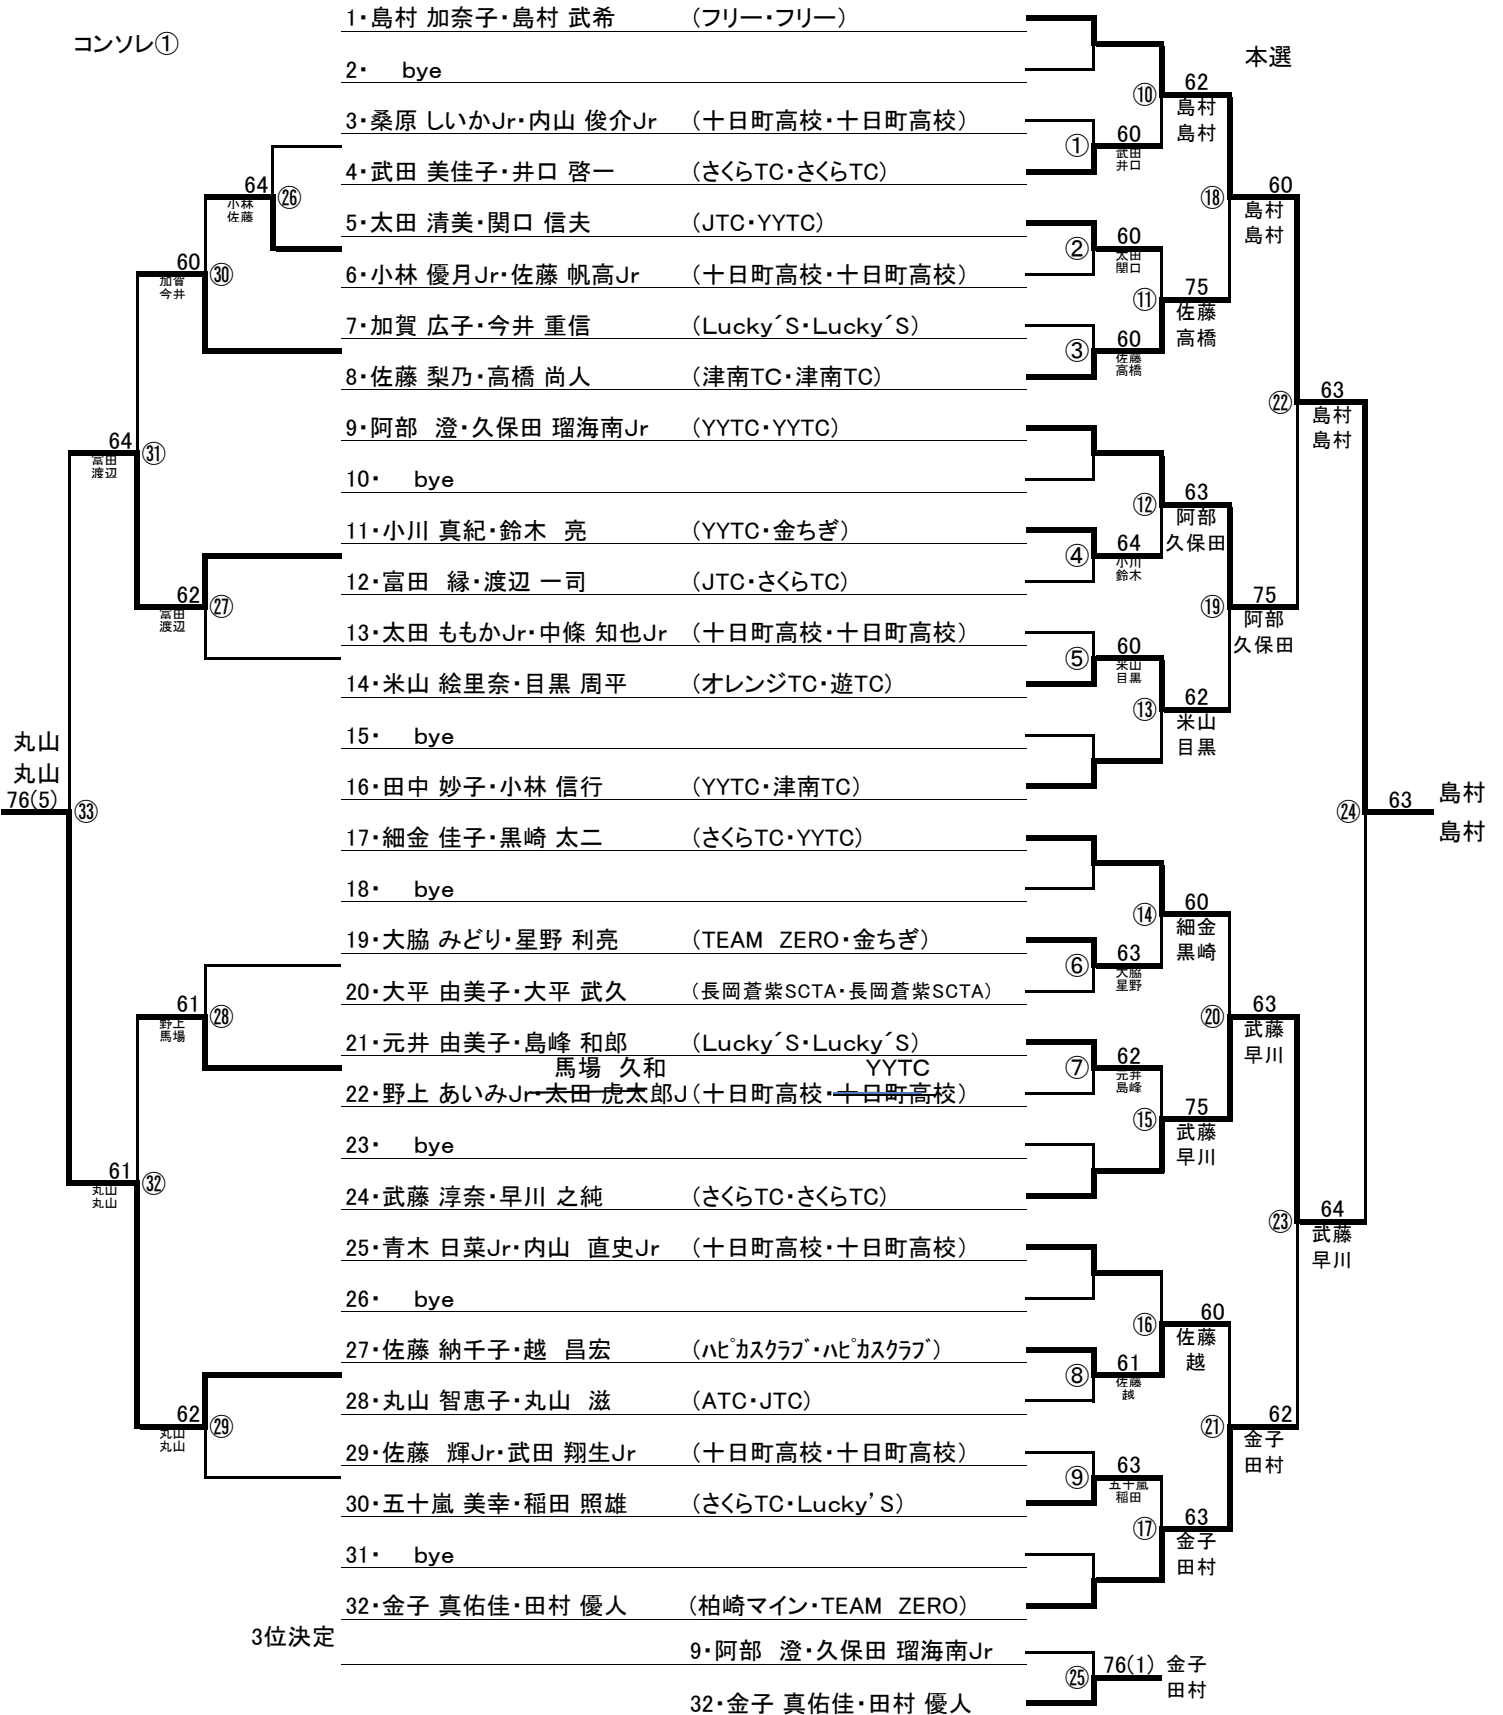 コンソレ①
本選
1・島村 加奈子・島村 武希 (フリー・フリー)
2・ bye
3・桑原 しいかJr・内山 俊介Jr (十日町高校・十日町高校)
4・武田 美佳子・井口 啓一 (さくらTC・さくらTC)
5・太田 清美・関口 信夫 (JTC・YYTC)
6・小林 優月Jr・佐藤 帆高Jr (十日町高校・十日町高校)
7・加賀 広子・今井 重信 (Lucky´S・Lucky´S)
8・佐藤 梨乃・高橋 尚人 (津南TC・津南TC)
9・阿部 澄・久保田 瑠海南Jr (YYTC・YYTC)
10・ bye
11・小川 真紀・鈴木 亮 (YYTC・金ちぎ)
12・富田 縁・渡辺 一司 (JTC・さくらTC)
13・太田 ももかJr・中條 知也Jr (十日町高校・十日町高校)
14・米山 絵里奈・目黒 周平 (オレンジTC・遊TC)
15・ bye
16・田中 妙子・小林 信行 (YYTC・津南TC)
17・細金 佳子・黒崎 太二 (さくらTC・YYTC)
18・ bye
19・大脇 みどり・星野 利亮 (TEAM ZERO・金ちぎ)
20・大平 由美子・大平 武久 (長岡蒼紫SCTA・長岡蒼紫SCTA)
21・元井 由美子・島峰 和郎 (Lucky´S・Lucky´S)
馬場 久和 YYTC
22・野上 あいみJr・太田 虎太郎J (十日町高校・十日町高校)
23・ bye
24・武藤 淳奈・早川 之純 (さくらTC・さくらTC)
25・青木 日菜Jr・内山 直史Jr (十日町高校・十日町高校)
26・ bye
27・佐藤 納千子・越 昌宏 (ﾊﾋﾟカスクラブ・ﾊﾋﾟカスクラブ)
28・丸山 智恵子・丸山 滋 (ATC・JTC)
29・佐藤 輝Jr・武田 翔生Jr (十日町高校・十日町高校)
30・五十嵐 美幸・稲田 照雄 (さくらTC・Lucky’S)
31・ bye
32・金子 真佑佳・田村 優人 (柏崎マイン・TEAM ZERO)
3位決定
9・阿部 澄・久保田 瑠海南Jr
32・金子 真佑佳・田村 優人
㉕
76(1)
金子
田村
①
60
武田
井口
②
60
太田
関口
③
60
佐藤
高橋
④
64
小川
鈴木
⑤
60
米山
目黒
⑥
63
大脇
星野
⑦
62
元井
島峰
⑧
61
佐藤
越
⑨
63
五十嵐
稲田
⑩
62
島村
島村
⑪
75
佐藤
高橋
⑫
63
阿部
久保田
⑬
62
米山
目黒
⑭
60
細金
黒崎
⑮
75
武藤
早川
⑯
60
佐藤
越
⑰
63
金子
田村
⑱
60
島村
島村
⑲
75
阿部
久保田
⑳
63
武藤
早川
㉑
62
金子
田村
㉒
63
島村
島村
㉓
64
武藤
早川
㉔
63
島村
島村
64
小林
佐藤
㉖
60
加賀
今井
㉚
64
富田
渡辺
㉛
62
富田
渡辺
㉗
丸山
丸山
76(5)
㉝
61
野上
馬場
㉘
61
丸山
丸山
㉜
62
丸山
丸山
㉙